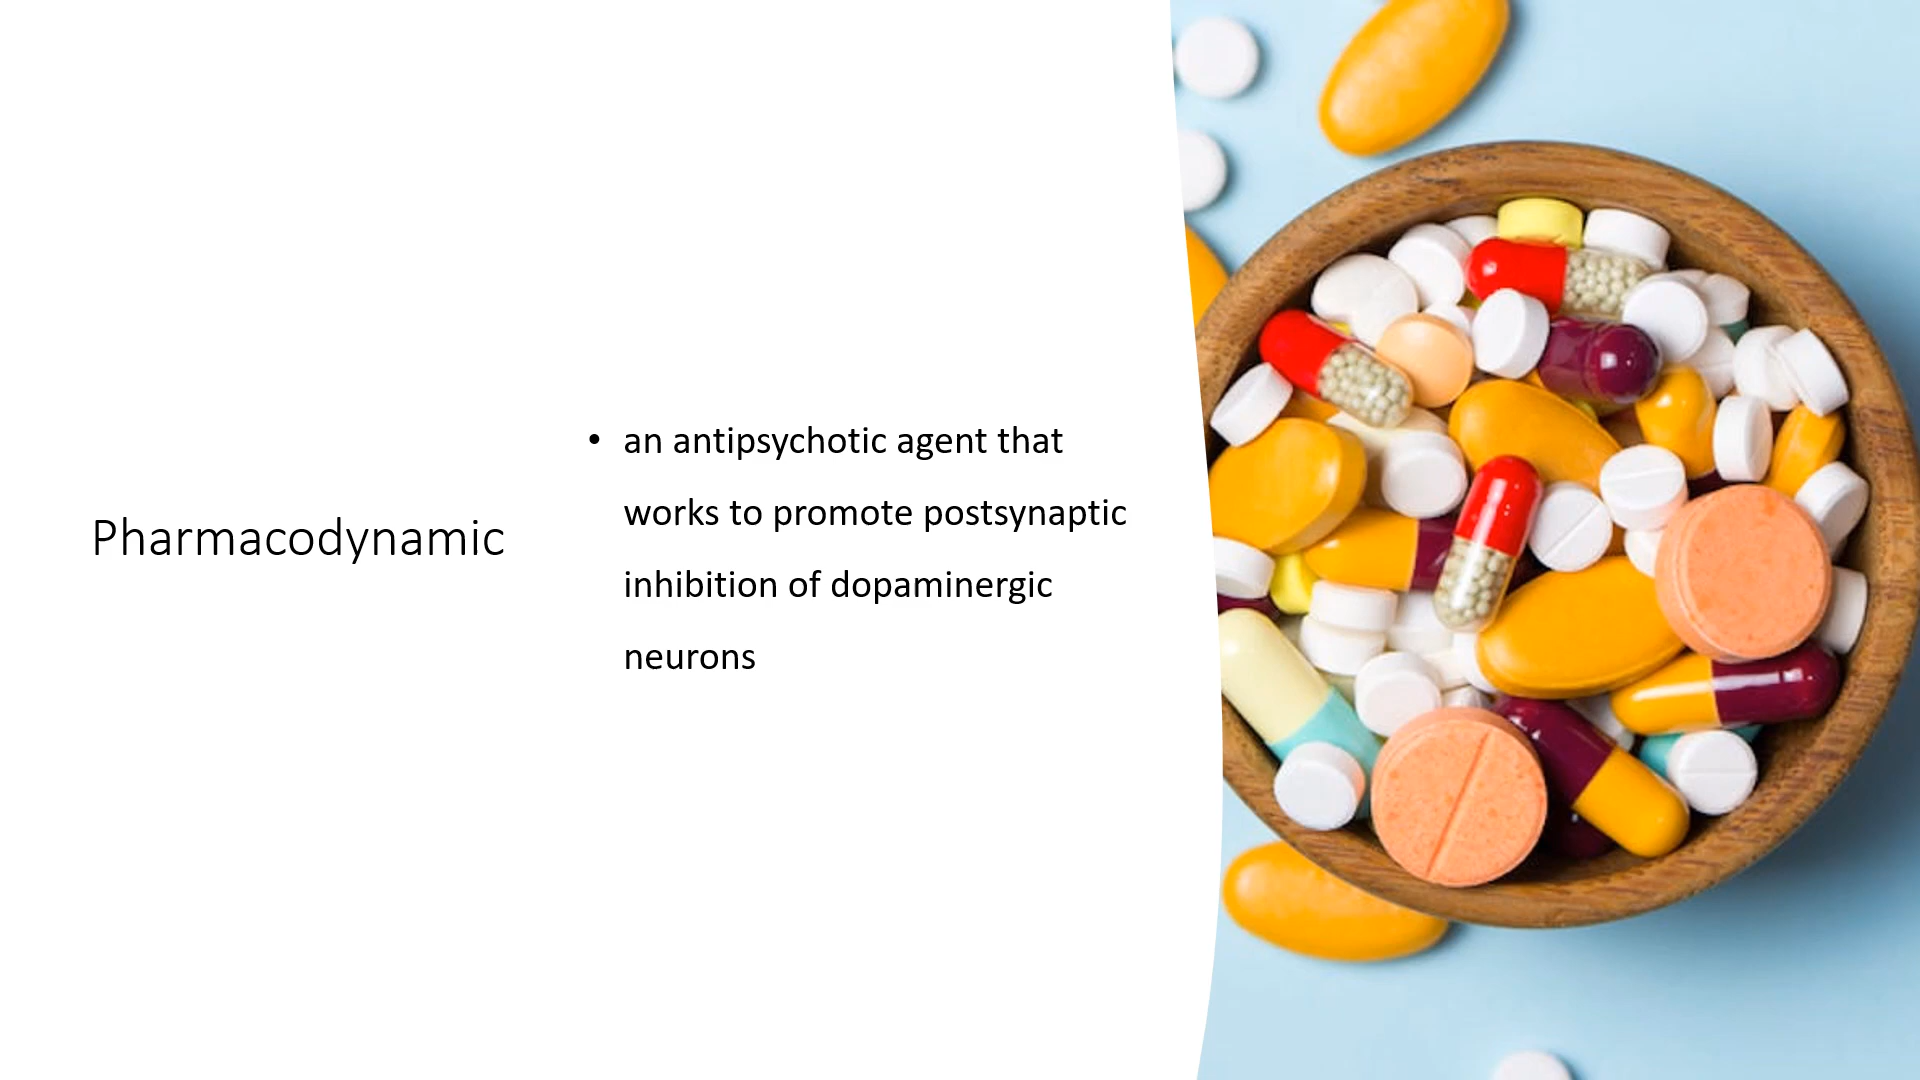 Pharmacodynamic
• an antipsychotic agent that
works to promote postsynaptic
inhibition of dopaminergic
neurons